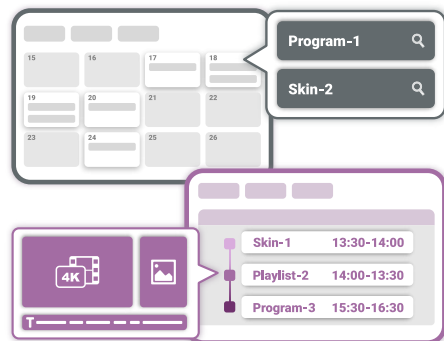 15 16 17 18
Program-1
Skin-2
19 20 21 22
23 24 25 26
Skin-1 13:30-14:00
Playlist-2 14:00-13:30
Program-3 15:30-16:30
4K
T